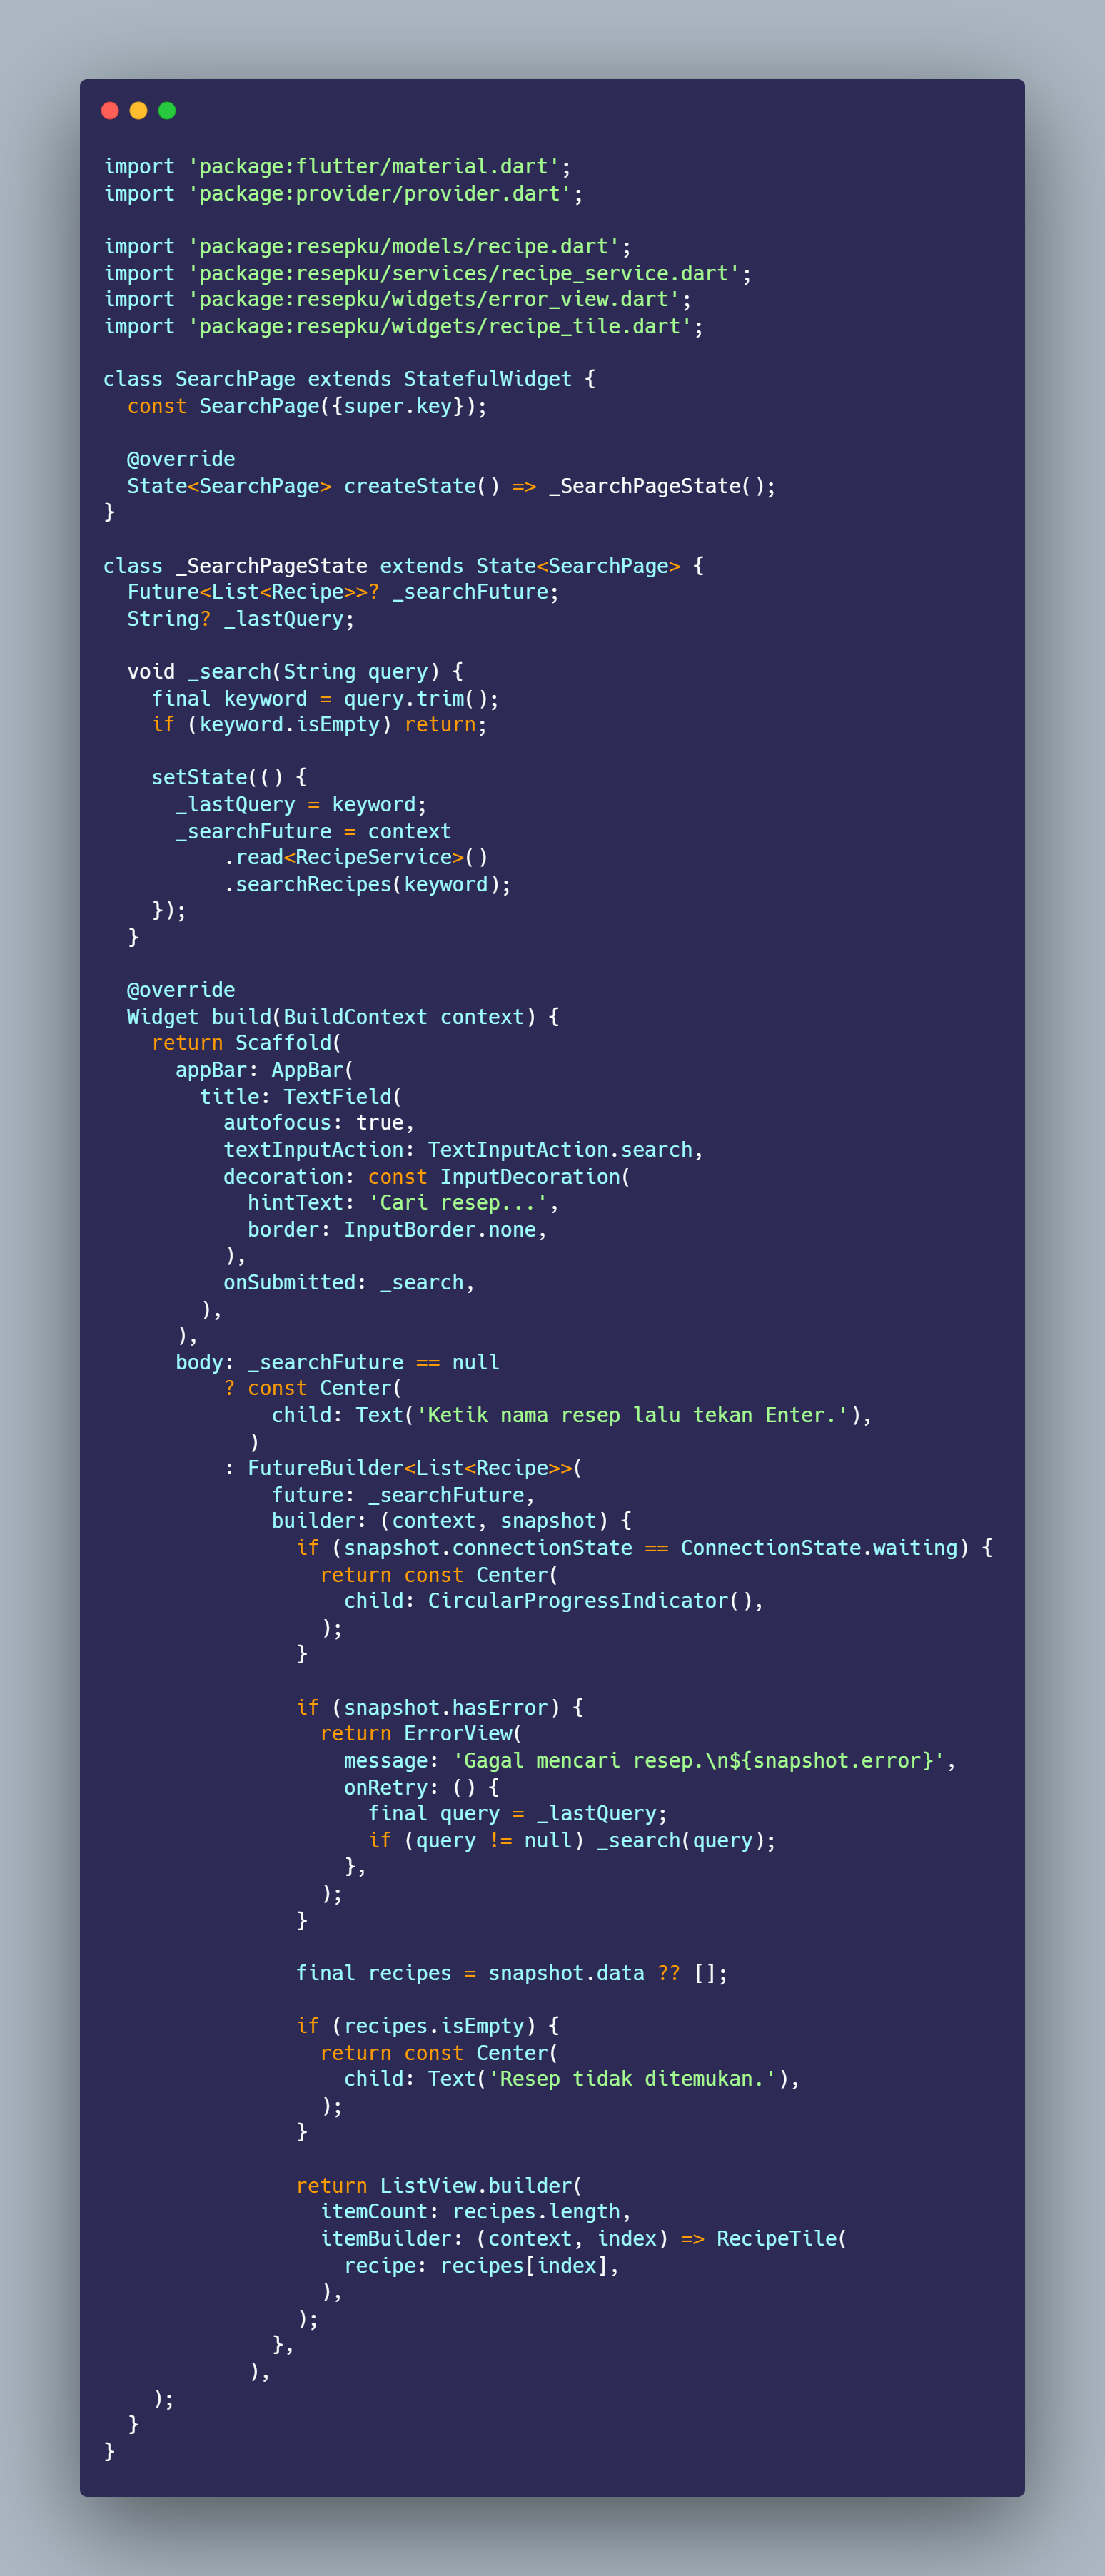 import 'package:flutter/material.dart';
import 'package:provider/provider.dart';

import 'package:resepku/models/recipe.dart';
import 'package:resepku/services/recipe_service.dart';
import 'package:resepku/widgets/error_view.dart';
import 'package:resepku/widgets/recipe_tile.dart';

class SearchPage extends StatefulWidget {
  const SearchPage({super.key});

  @override
  State<SearchPage> createState() => _SearchPageState();
}

class _SearchPageState extends State<SearchPage> {
  Future<List<Recipe>>? _searchFuture;
  String? _lastQuery;

  void _search(String query) {
    final keyword = query.trim();
    if (keyword.isEmpty) return;

    setState(() {
      _lastQuery = keyword;
      _searchFuture = context
          .read<RecipeService>()
          .searchRecipes(keyword);
    });
  }

  @override
  Widget build(BuildContext context) {
    return Scaffold(
      appBar: AppBar(
        title: TextField(
          autofocus: true,
          textInputAction: TextInputAction.search,
          decoration: const InputDecoration(
            hintText: 'Cari resep...',
            border: InputBorder.none,
          ),
          onSubmitted: _search,
        ),
      ),
      body: _searchFuture == null
          ? const Center(
              child: Text('Ketik nama resep lalu tekan Enter.'),
            )
          : FutureBuilder<List<Recipe>>(
              future: _searchFuture,
              builder: (context, snapshot) {
                if (snapshot.connectionState == ConnectionState.waiting) {
                  return const Center(
                    child: CircularProgressIndicator(),
                  );
                }

                if (snapshot.hasError) {
                  return ErrorView(
                    message: 'Gagal mencari resep.\n${snapshot.error}',
                    onRetry: () {
                      final query = _lastQuery;
                      if (query != null) _search(query);
                    },
                  );
                }

                final recipes = snapshot.data ?? [];

                if (recipes.isEmpty) {
                  return const Center(
                    child: Text('Resep tidak ditemukan.'),
                  );
                }

                return ListView.builder(
                  itemCount: recipes.length,
                  itemBuilder: (context, index) => RecipeTile(
                    recipe: recipes[index],
                  ),
                );
              },
            ),
    );
  }
}